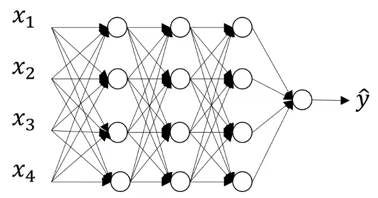 x₁
x₂
x₃
x₄
ŷ